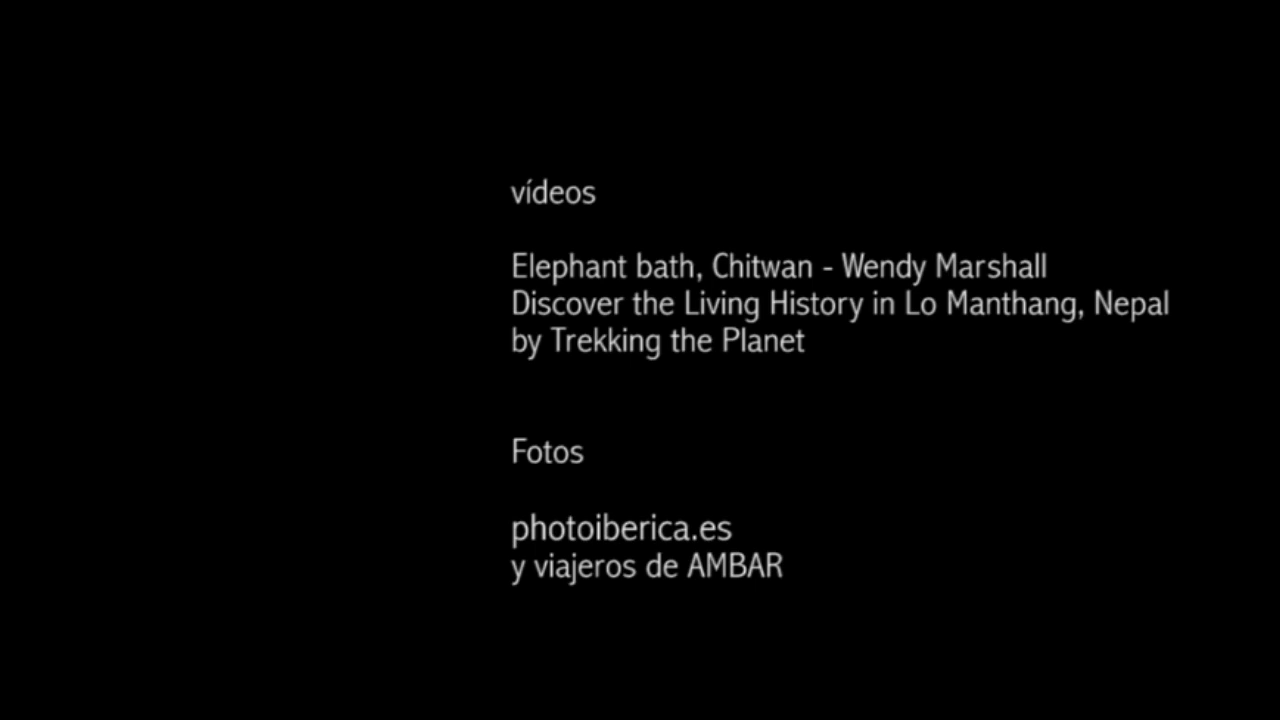 vídeos
Elephant bath, Chitwan - Wendy Marshall
Discover the Living History in Lo Manthang, Nepal
by Trekking the Planet
Fotos
photoiberica.es
y viajeros de AMBAR